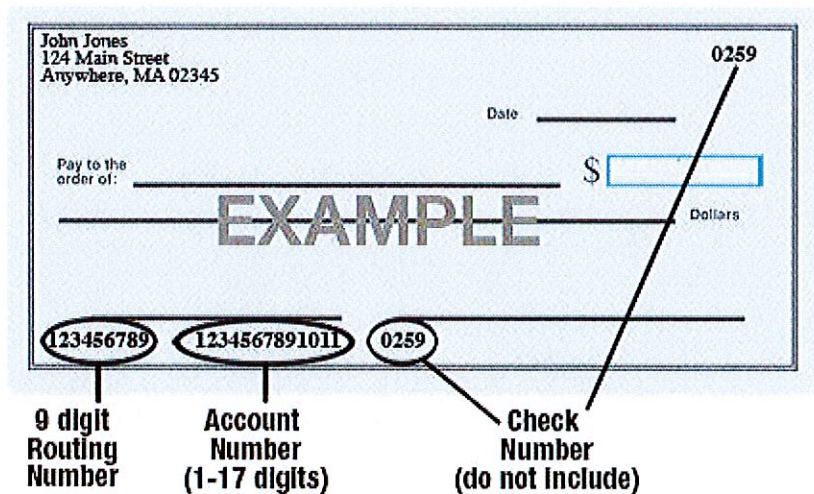 John Jones
124 Main Street
Anywhere, MA 02345
0259
Date
Pay to the
order of:
$
EXAMPLE
Dollars
123456789
1234567891011
0259
9 digit
Routing
Number
Account
Number
(1-17 digits)
Check
Number
(do not include)